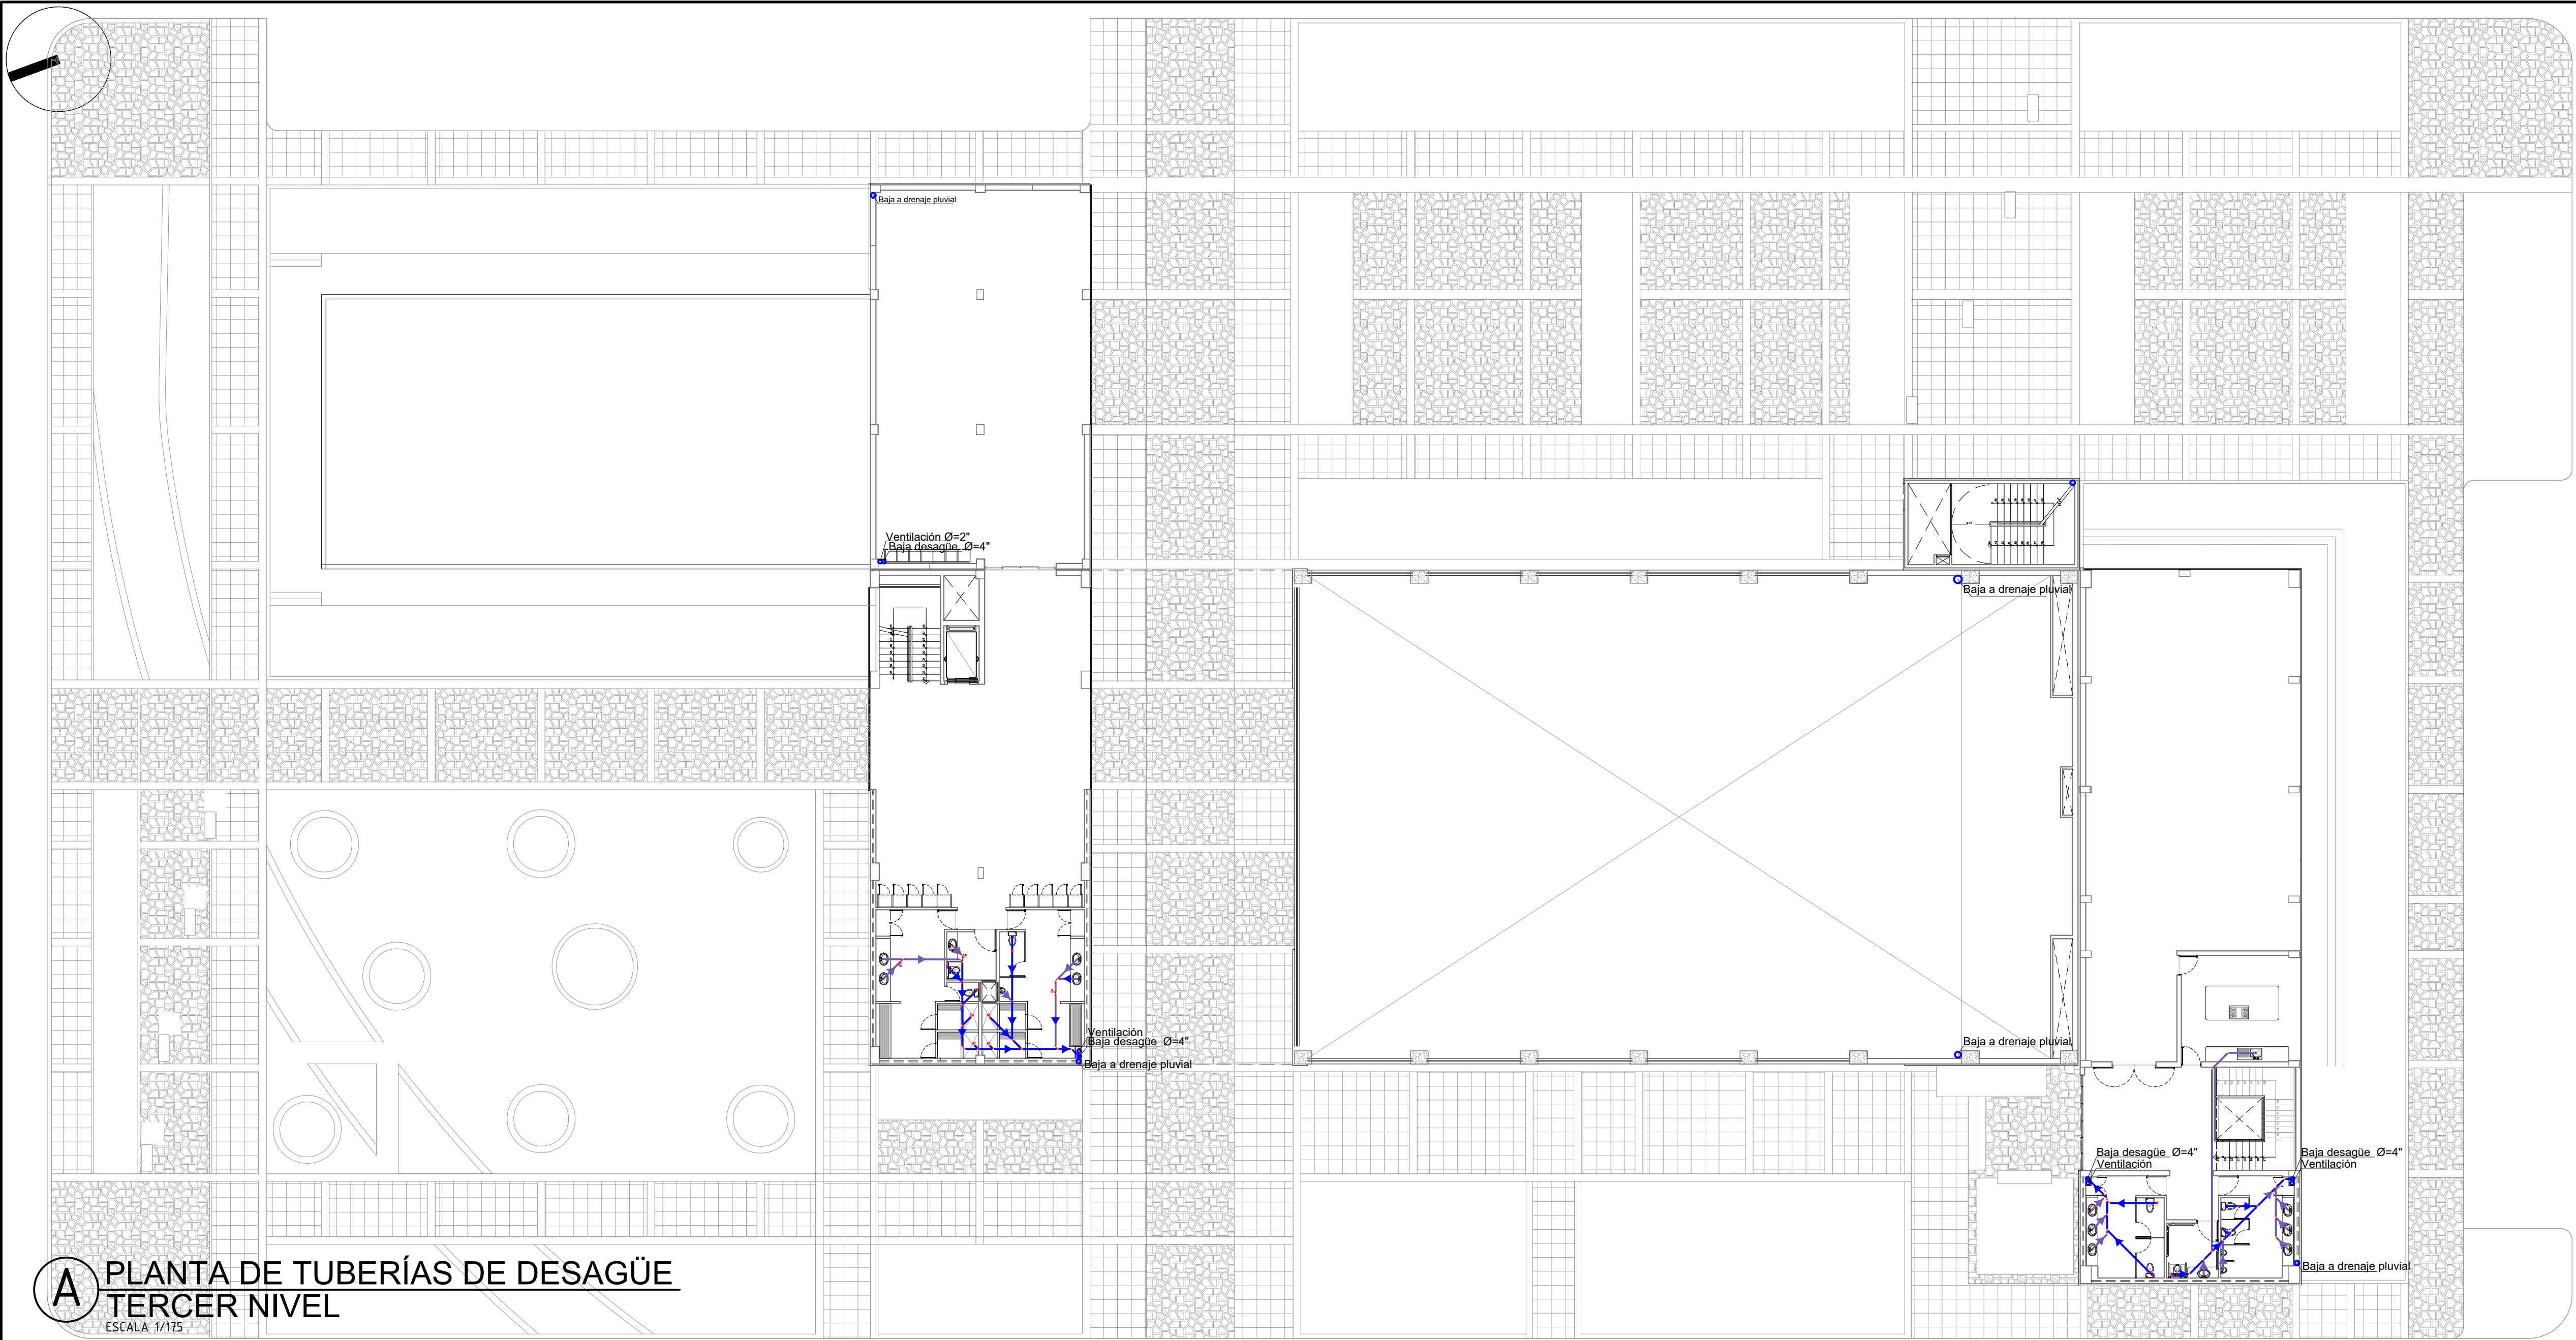 Baja a drenaje pluvial
Ventilación Ø=2"
Baja desagüe Ø=4"
Baja a drenaje pluvial
Ventilación
Baja desagüe Ø=4"
Baja a drenaje pluvial
Baja a drenaje pluvial
Baja desagüe Ø=4"
Ventilación
Baja desagüe Ø=4"
Ventilación
Baja a drenaje pluvial
A
PLANTA DE TUBERÍAS DE DESAGÜE
TERCER NIVEL
ESCALA 1/175